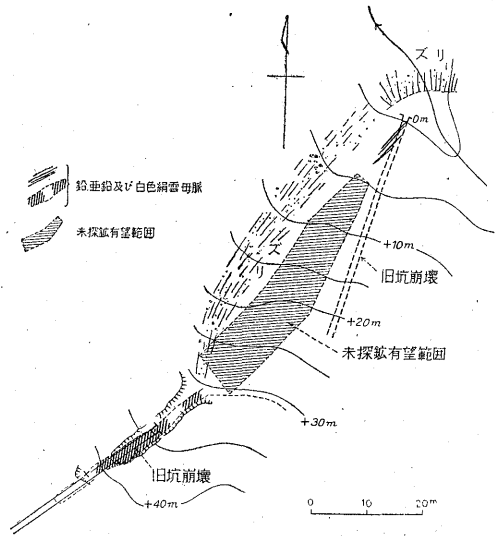 ズリ
0m
鉛,亜鉛及び白色絹雲母脈
未探鉱有望範囲
ズリ
+10m
旧坑崩壊
+20m
未探鉱有望範囲
+30m
旧坑崩壊
+40m
0 10 20m